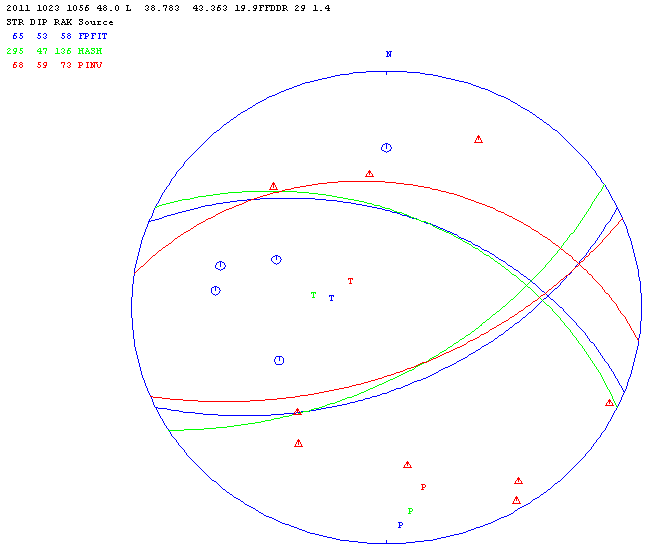 2011 1023 1056 48.0 L 38.783 43.363 19.9FFDDR 29 1.4
STR DIP RAK Source
65 53 58 FPFIT
295 47 136 HASH
68 59 73 PINV
N
T
T T
P
P
P